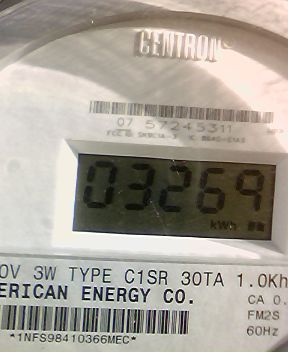 CENTRON
07 57245311
03269
kWh
0V 3W TYPE C1SR 30TA 1.0Kh
ERICAN ENERGY CO.
CA 0.
FM2S
60Hz
*1NFS98410366MEC*